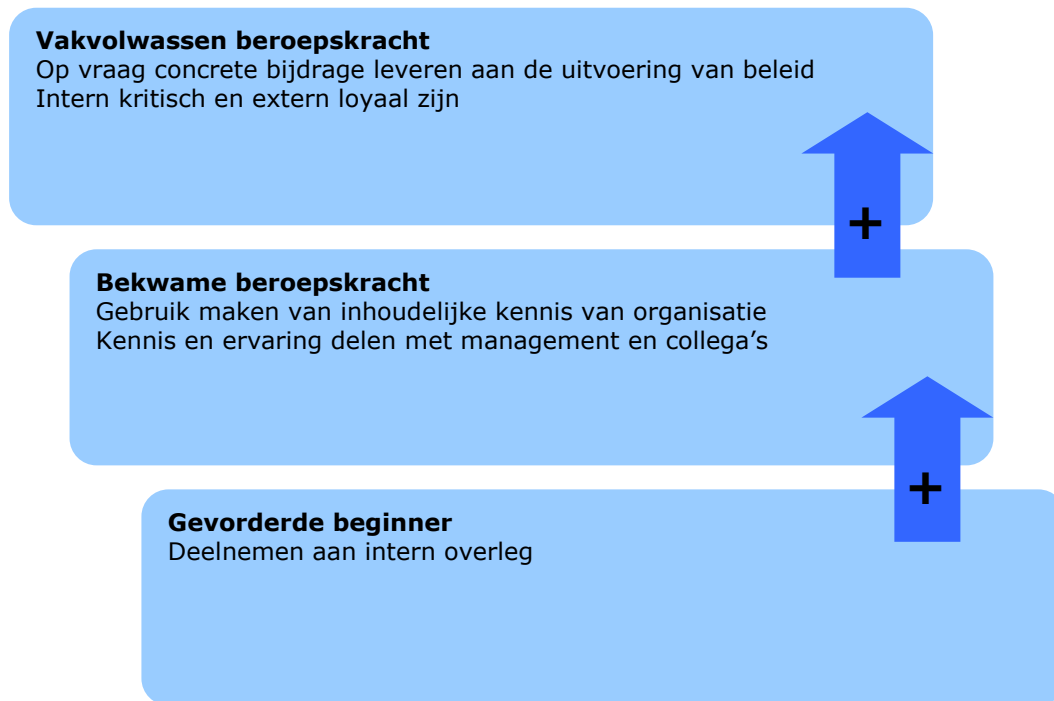 Vakvolwassen beroepskracht
Op vraag concrete bijdrage leveren aan de uitvoering van beleid
Intern kritisch en extern loyaal zijn
+
Bekwame beroepskracht
Gebruik maken van inhoudelijke kennis van organisatie
Kennis en ervaring delen met management en collega’s
+
Gevorderde beginner
Deelnemen aan intern overleg